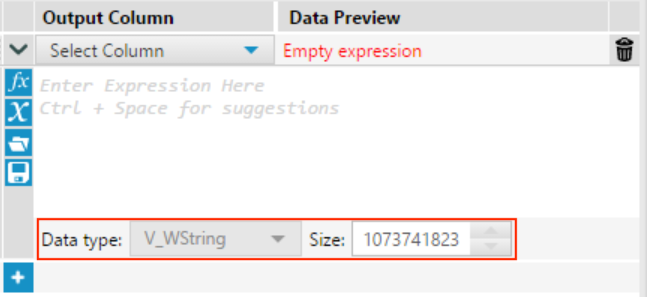 Output Column Data Preview
Select Column Empty expression
fx Enter Expression Here
X Ctrl + Space for suggestions
Data type: V_WString Size: 1073741823
+